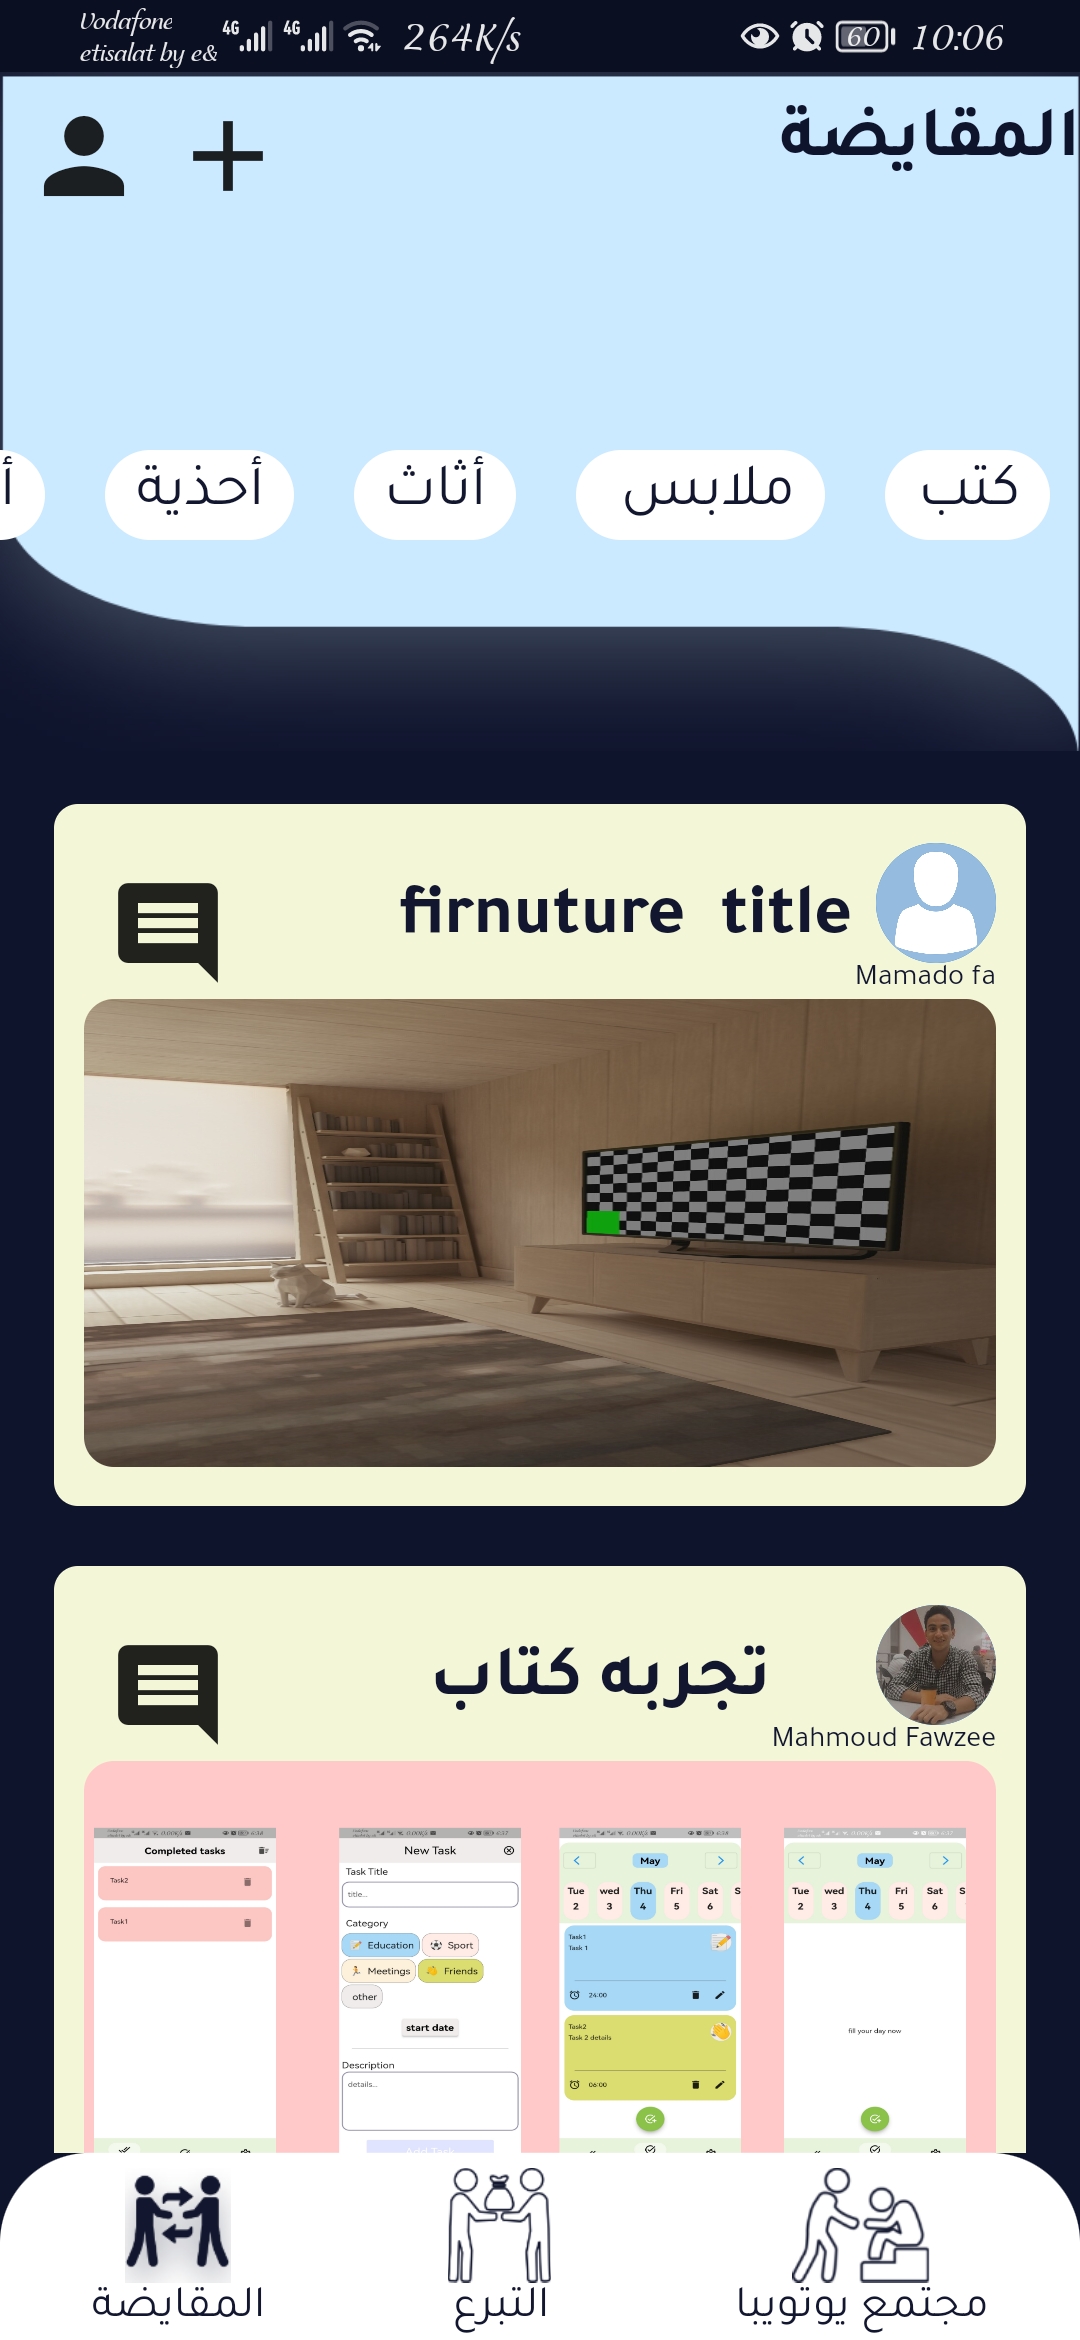 Vodafone
etisalat by e&
4G 4G 264K/s 60 10:06
المقايضة
كتب ملابس أثاث أحذية أ
firnuture title
Mamado fa
تجربه كتاب
Mahmoud Fawzee
Completed tasks
Task2
Task1
New Task
Task Title
title...
Category
Education Sport
Meetings Friends
other
start date
Description
details...
Add Task
May
Tue wed Thu Fri Sat S
2 3 4 5 6
Task1
Task 1
24:00
Task2
Task 2 details
06:00
May
Tue wed Thu Fri Sat S
2 3 4 5 6
fill your day now
مجتمع يوتوبيا التبرع المقايضة